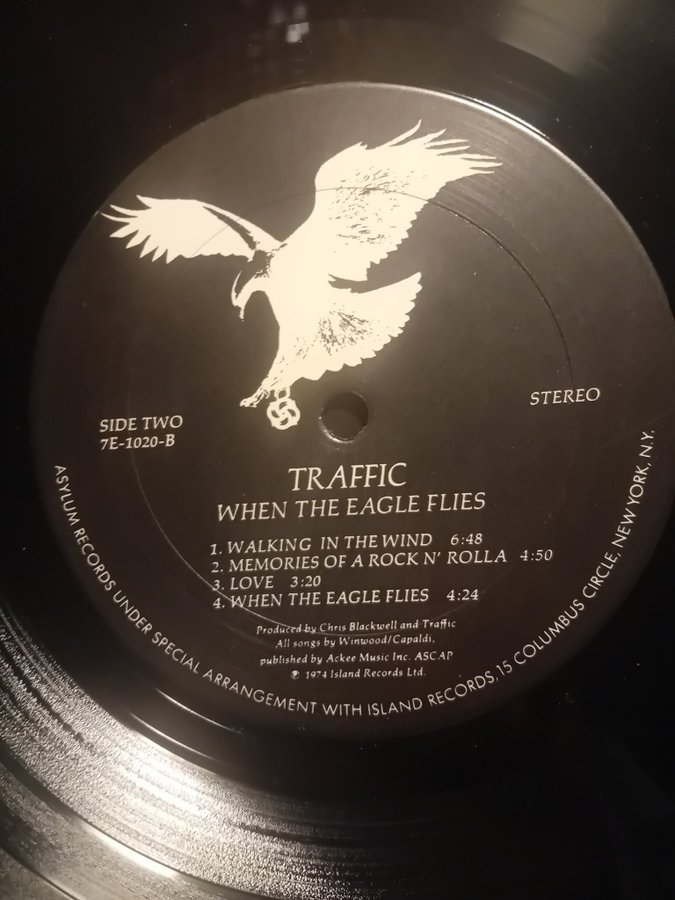 STEREO
SIDE TWO
7E-1020-B
TRAFFIC
WHEN THE EAGLE FLIES
1. WALKING IN THE WIND 6:48
2. MEMORIES OF A ROCK N' ROLLA 4:50
3. LOVE 3:20
4. WHEN THE EAGLE FLIES 4:24
Produced by Chris Blackwell and Traffic
All songs by Winwood/Capaldi,
published by Ackee Music Inc. ASCAP
℗ 1974 Island Records Ltd.
ASYLUM RECORDS UNDER SPECIAL ARRANGEMENT WITH ISLAND RECORDS, 15 COLUMBUS CIRCLE, NEW YORK, N.Y.